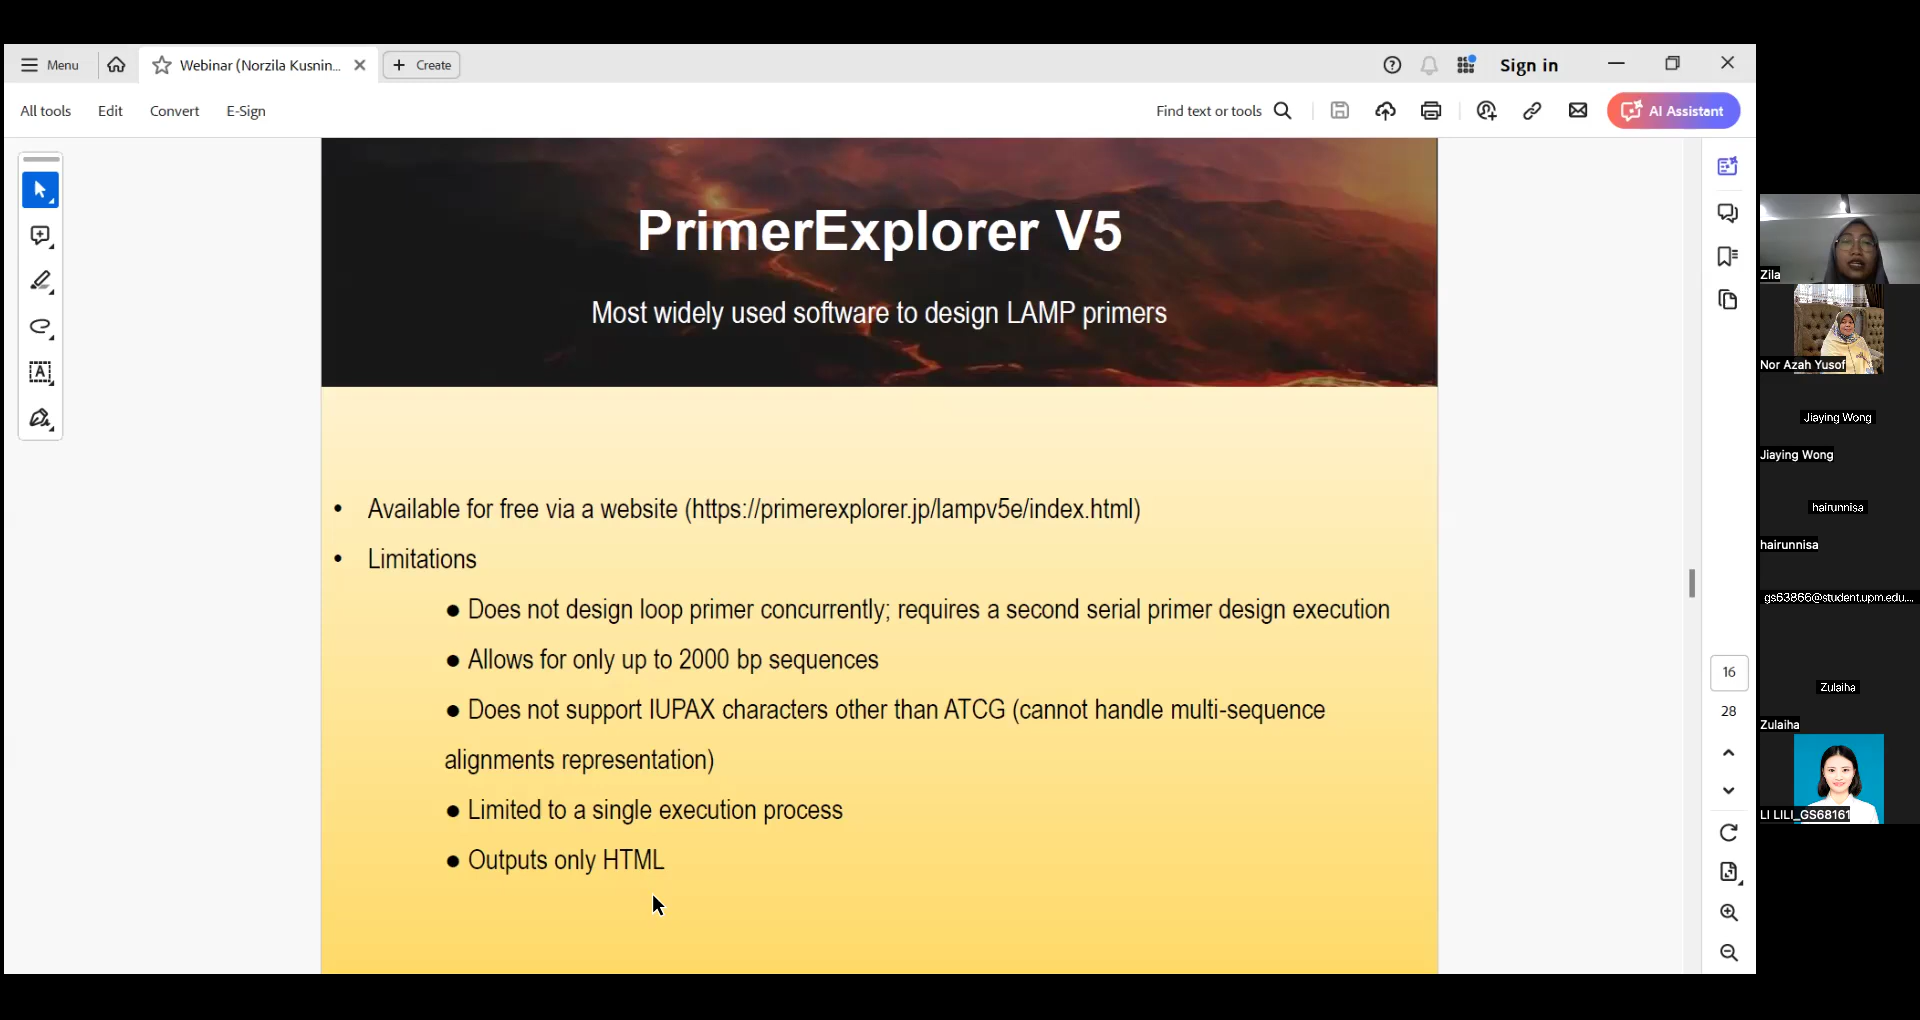 Menu
Webinar (Norzila Kusnin...
Create
Sign in
All tools
Edit
Convert
E-Sign
Find text or tools
AI Assistant
PrimerExplorer V5
Most widely used software to design LAMP primers
• Available for free via a website (https://primerexplorer.jp/lampv5e/index.html)
• Limitations
● Does not design loop primer concurrently; requires a second serial primer design execution
● Allows for only up to 2000 bp sequences
● Does not support IUPAX characters other than ATCG (cannot handle multi-sequence
alignments representation)
● Limited to a single execution process
● Outputs only HTML
16
28
Zila
Nor Azah Yusof
Jiaying Wong
Jiaying Wong
hairunnisa
hairunnisa
gs63866@student.upm.edu,...
Zulaiha
Zulaiha
LI LILI_GS68161